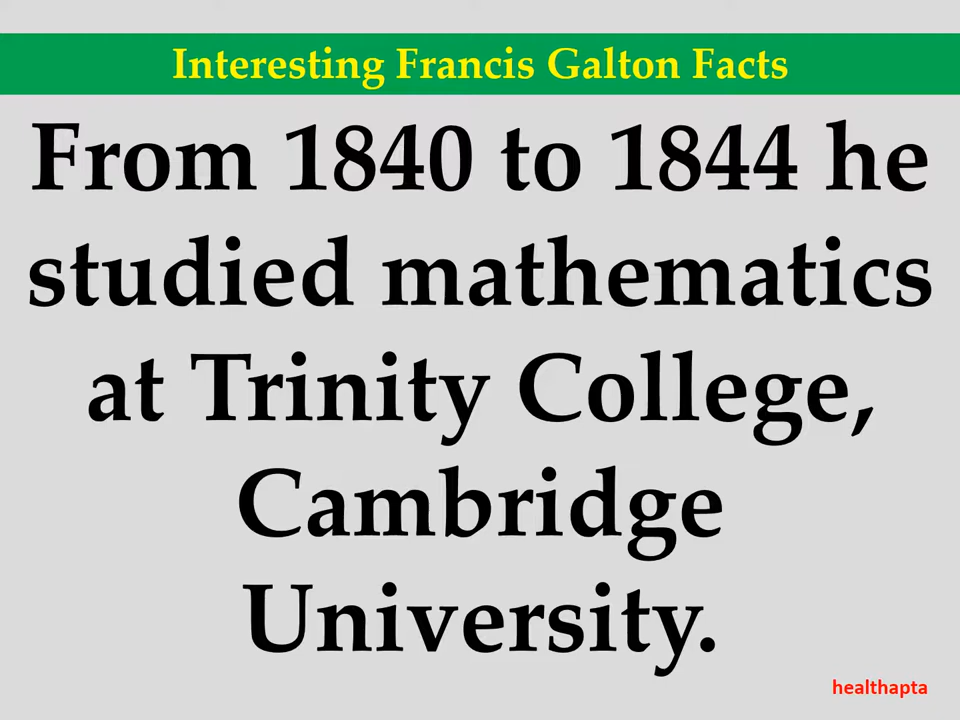 Interesting Francis Galton Facts
From 1840 to 1844 he
studied mathematics
at Trinity College,
Cambridge
University.
healthapta